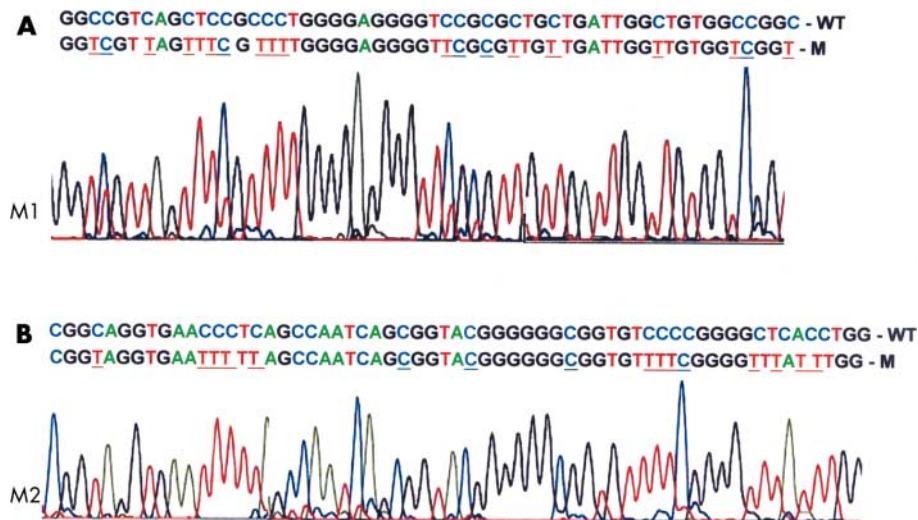 A GGCCGTCAGCTCCGCCCTGGGGAGGGGTCCGCGCTGCTGATTGGCTGTGGCCGGC - WT
GGTCGT TAGTTTC G TTTTGGGGAGGGGTTCGCGTTGT TGATTGGTTGTGGTCGGT - M
M1
B CGGCAGGTGAACCCTCAGCCAATCAGCGGTACGGGGGGCGGTGTCCCCGGGGCTCACCTGG - WT
CGGTAGGTGAATTT TT AGCCAATCAGCGGTACGGGGGGCGGTGTTTTCGGGGTTTAT TTGG - M
M2